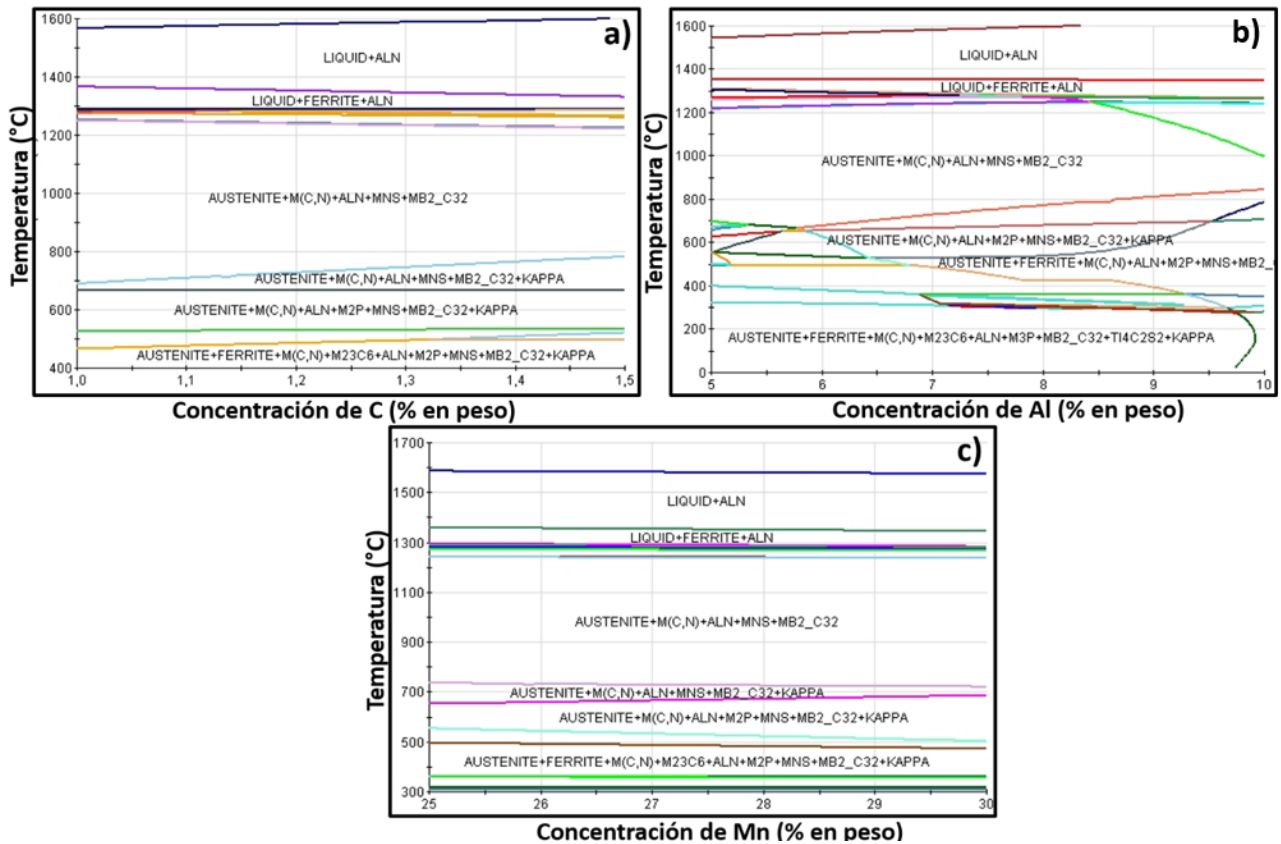 a)
Temperatura (°C)
1600
1400
1200
1000
800
600
400
LIQUID+ALN
LIQUID+FERRITE+ALN
AUSTENITE+M(C,N)+ALN+MNS+MB2_C32
AUSTENITE+M(C,N)+ALN+MNS+MB2_C32+KAPPA
AUSTENITE+M(C,N)+ALN+M2P+MNS+MB2_C32+KAPPA
AUSTENITE+FERRITE+M(C,N)+M23C6+ALN+M2P+MNS+MB2_C32+KAPPA
1,0 1,1 1,2 1,3 1,4 1,5
Concentración de C (% en peso)
b)
Temperatura (°C)
1600
1400
1200
1000
800
600
400
200
0
LIQUID+ALN
LIQUID+FERRITE+ALN
AUSTENITE+M(C,N)+ALN+MNS+MB2_C32
AUSTENITE+M(C,N)+ALN+M2P+MNS+MB2_C32+KAPPA
AUSTENITE+FERRITE+M(C,N)+ALN+M2P+MNS+MB2_C
AUSTENITE+FERRITE+M(C,N)+M23C6+ALN+M3P+MB2_C32+TI4C2S2+KAPPA
5 6 7 8 9 10
Concentración de Al (% en peso)
c)
Temperatura (°C)
1700
1500
1300
1100
900
700
500
300
LIQUID+ALN
LIQUID+FERRITE+ALN
AUSTENITE+M(C,N)+ALN+MNS+MB2_C32
AUSTENITE+M(C,N)+ALN+MNS+MB2_C32+KAPPA
AUSTENITE+M(C,N)+ALN+M2P+MNS+MB2_C32+KAPPA
AUSTENITE+FERRITE+M(C,N)+M23C6+ALN+M2P+MNS+MB2_C32+KAPPA
25 26 27 28 29 30
Concentración de Mn (% en peso)